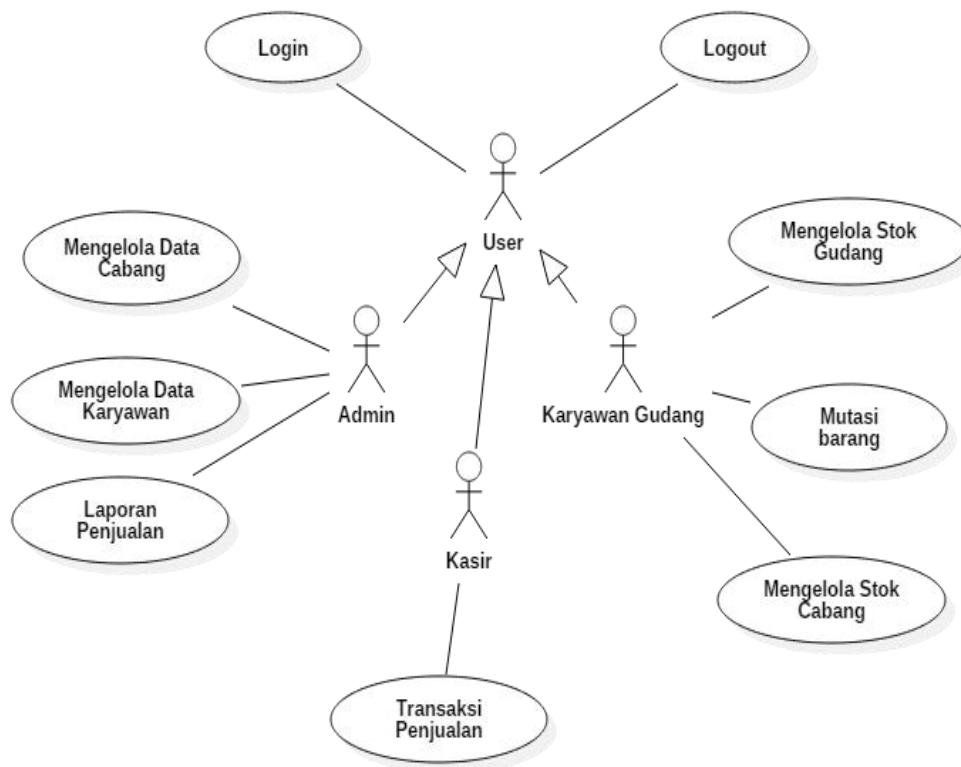 Login
Logout
User
Mengelola Data
Cabang
Mengelola Stok
Gudang
Mengelola Data
Karyawan
Admin
Karyawan Gudang
Mutasi
barang
Laporan
Penjualan
Kasir
Mengelola Stok
Cabang
Transaksi
Penjualan